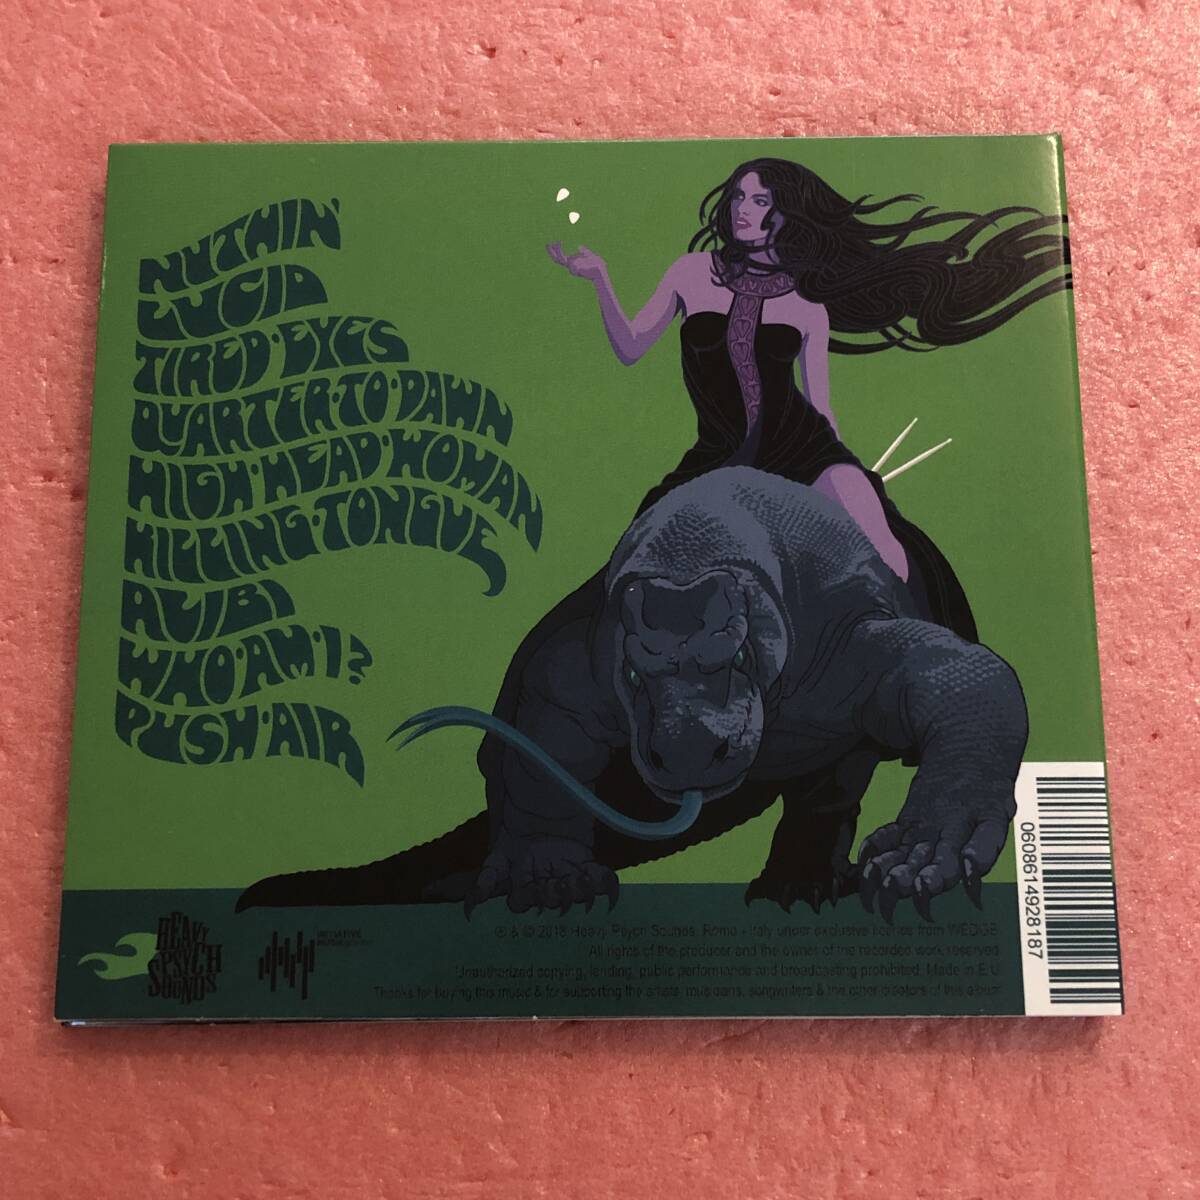 NUTHIN'
LUCID
TIRED·EYES
QUARTER·TO·DAWN
HIGH·HEAD·WOMAN
KILLING·TONGUE
ALIBI
WHO·AM·I?
PUSH·AIR
HEAVY
PSYCH
SOUNDS
INITIATIVE
MUSIK
℗ & © 2018 Heavy Psych Sounds, Roma - Italy under exclusive licence from WEDGE.
All rights of the producer and the owner of the recorded work reserved.
Unauthorized copying, lending, public performance and broadcasting prohibited. Made in E.U.
Thanks for buying this music & for supporting the artists, musicians, songwriters & the other creators of this album
0608614928187